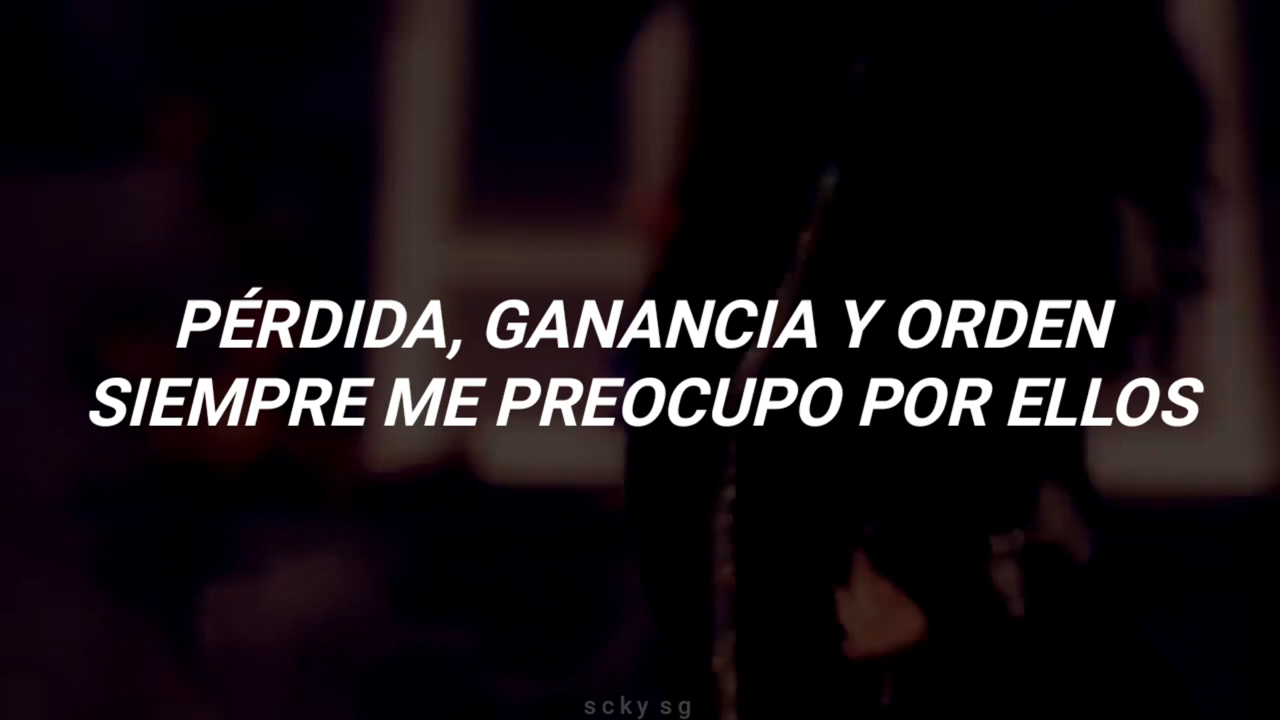 PÉRDIDA, GANANCIA Y ORDEN
SIEMPRE ME PREOCUPO POR ELLOS
scky sg